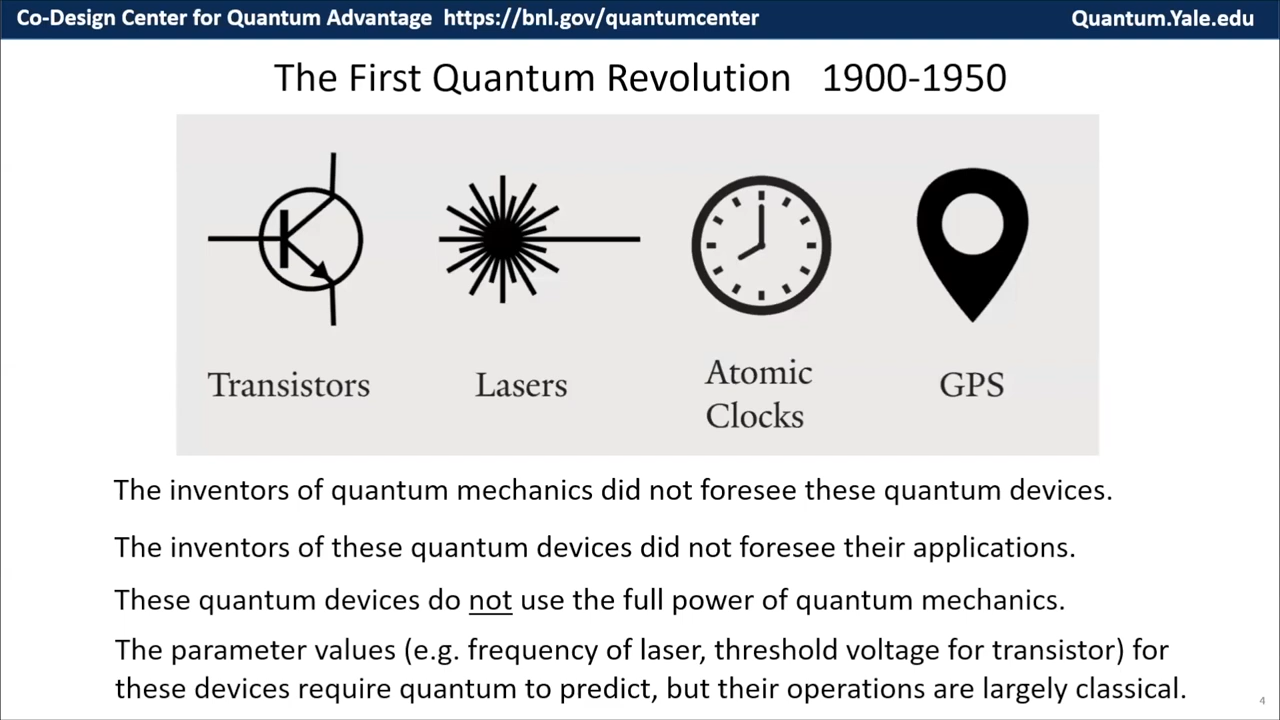 Co-Design Center for Quantum Advantage https://bnl.gov/quantumcenter
Quantum.Yale.edu
The First Quantum Revolution 1900-1950
Transistors
Lasers
Atomic
Clocks
GPS
The inventors of quantum mechanics did not foresee these quantum devices.
The inventors of these quantum devices did not foresee their applications.
These quantum devices do not use the full power of quantum mechanics.
The parameter values (e.g. frequency of laser, threshold voltage for transistor) for
these devices require quantum to predict, but their operations are largely classical.
4